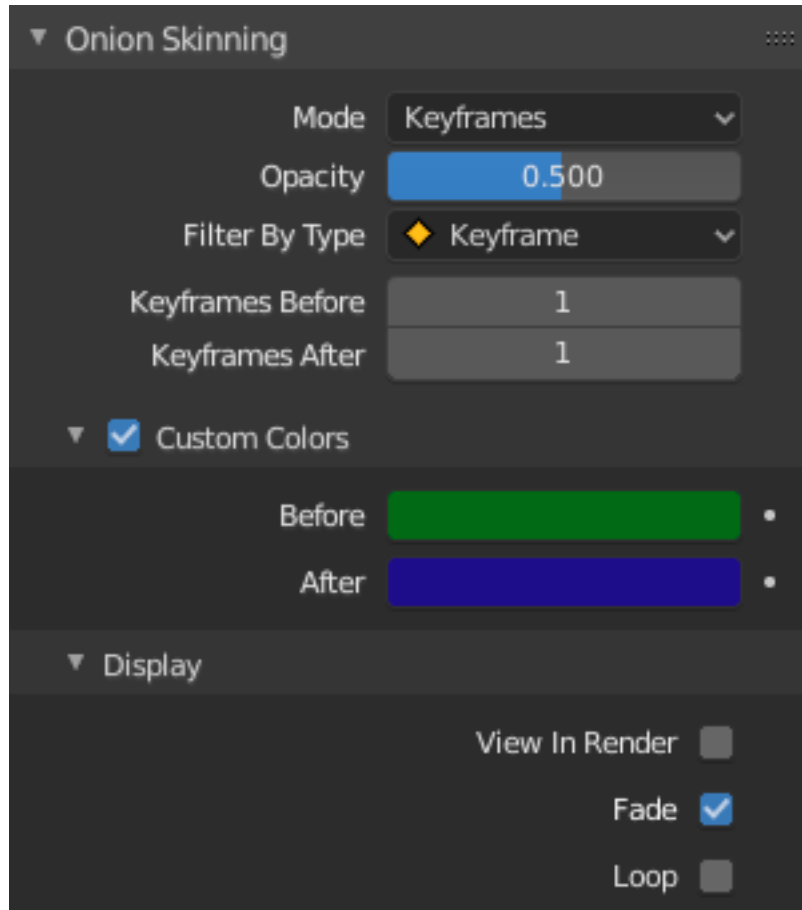 Onion Skinning
Mode Keyframes
Opacity 0.500
Filter By Type Keyframe
Keyframes Before 1
Keyframes After 1
Custom Colors
Before
After
Display
View In Render
Fade
Loop